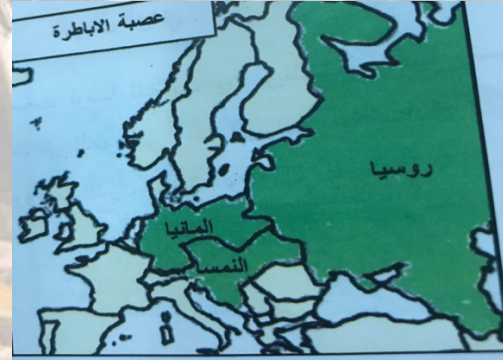 عصبة الاباطرة
روسيا
المانيا
النمسا